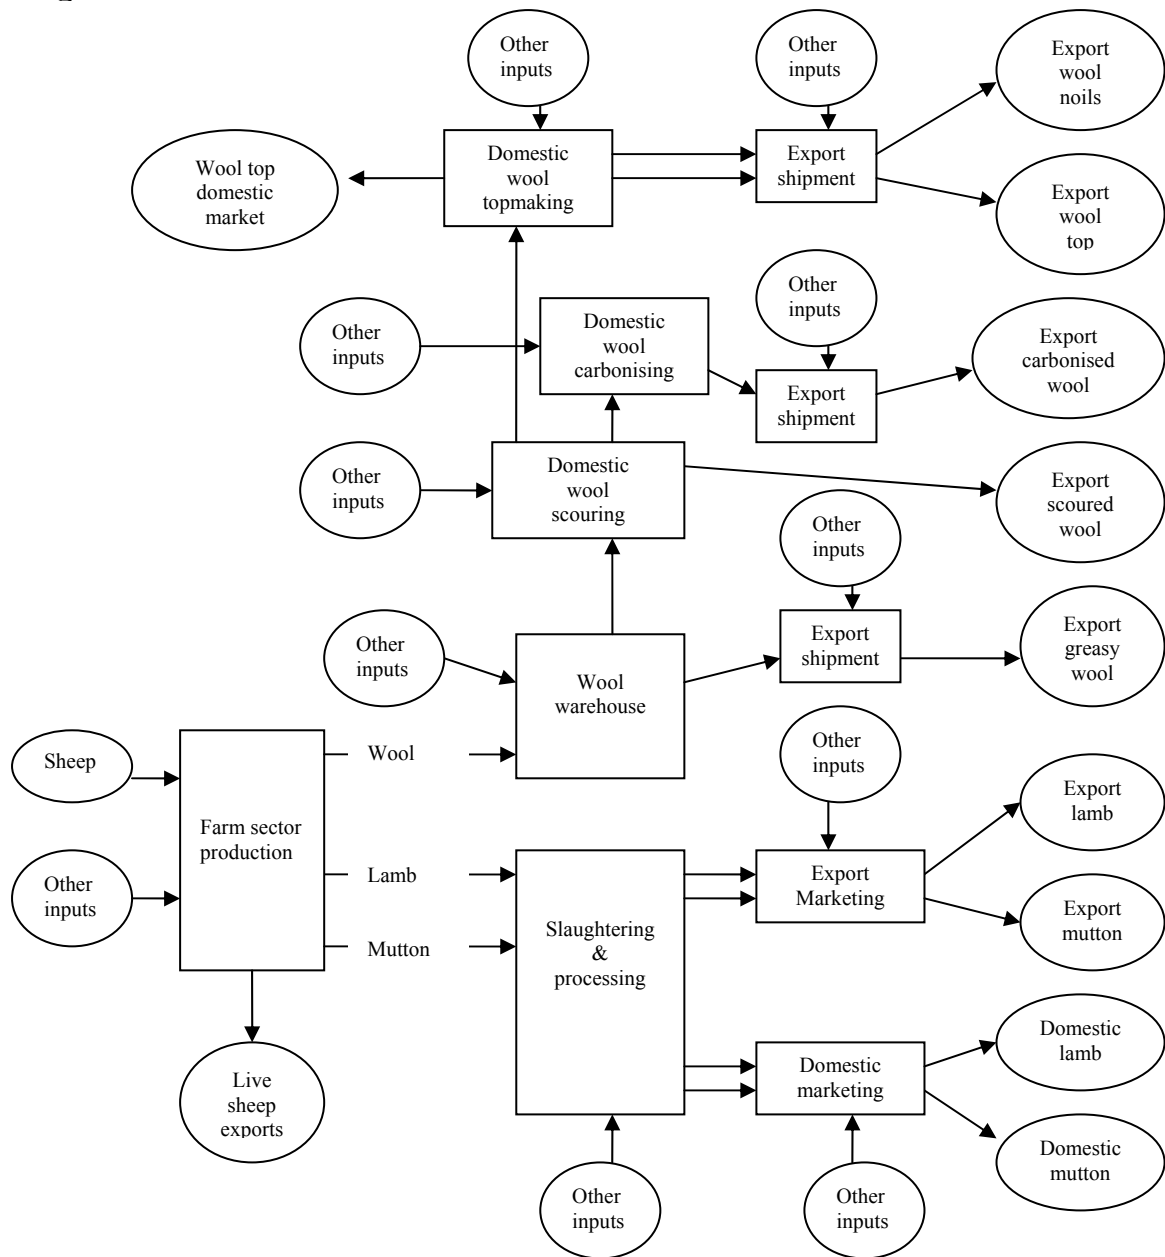 Other
inputs
Other
inputs
Export
wool
noils
Wool top
domestic
market
Domestic
wool
topmaking
Export
shipment
Export
wool
top
Other
inputs
Domestic
wool
carbonising
Other
inputs
Export
shipment
Export
carbonised
wool
Other
inputs
Domestic
wool
scouring
Export
scoured
wool
Other
inputs
Other
inputs
Wool
warehouse
Export
shipment
Export
greasy
wool
Sheep
Other
inputs
Farm sector
production
Wool
Lamb
Mutton
Other
inputs
Slaughtering
&
processing
Export
Marketing
Export
lamb
Export
mutton
Live
sheep
exports
Domestic
marketing
Domestic
lamb
Domestic
mutton
Other
inputs
Other
inputs